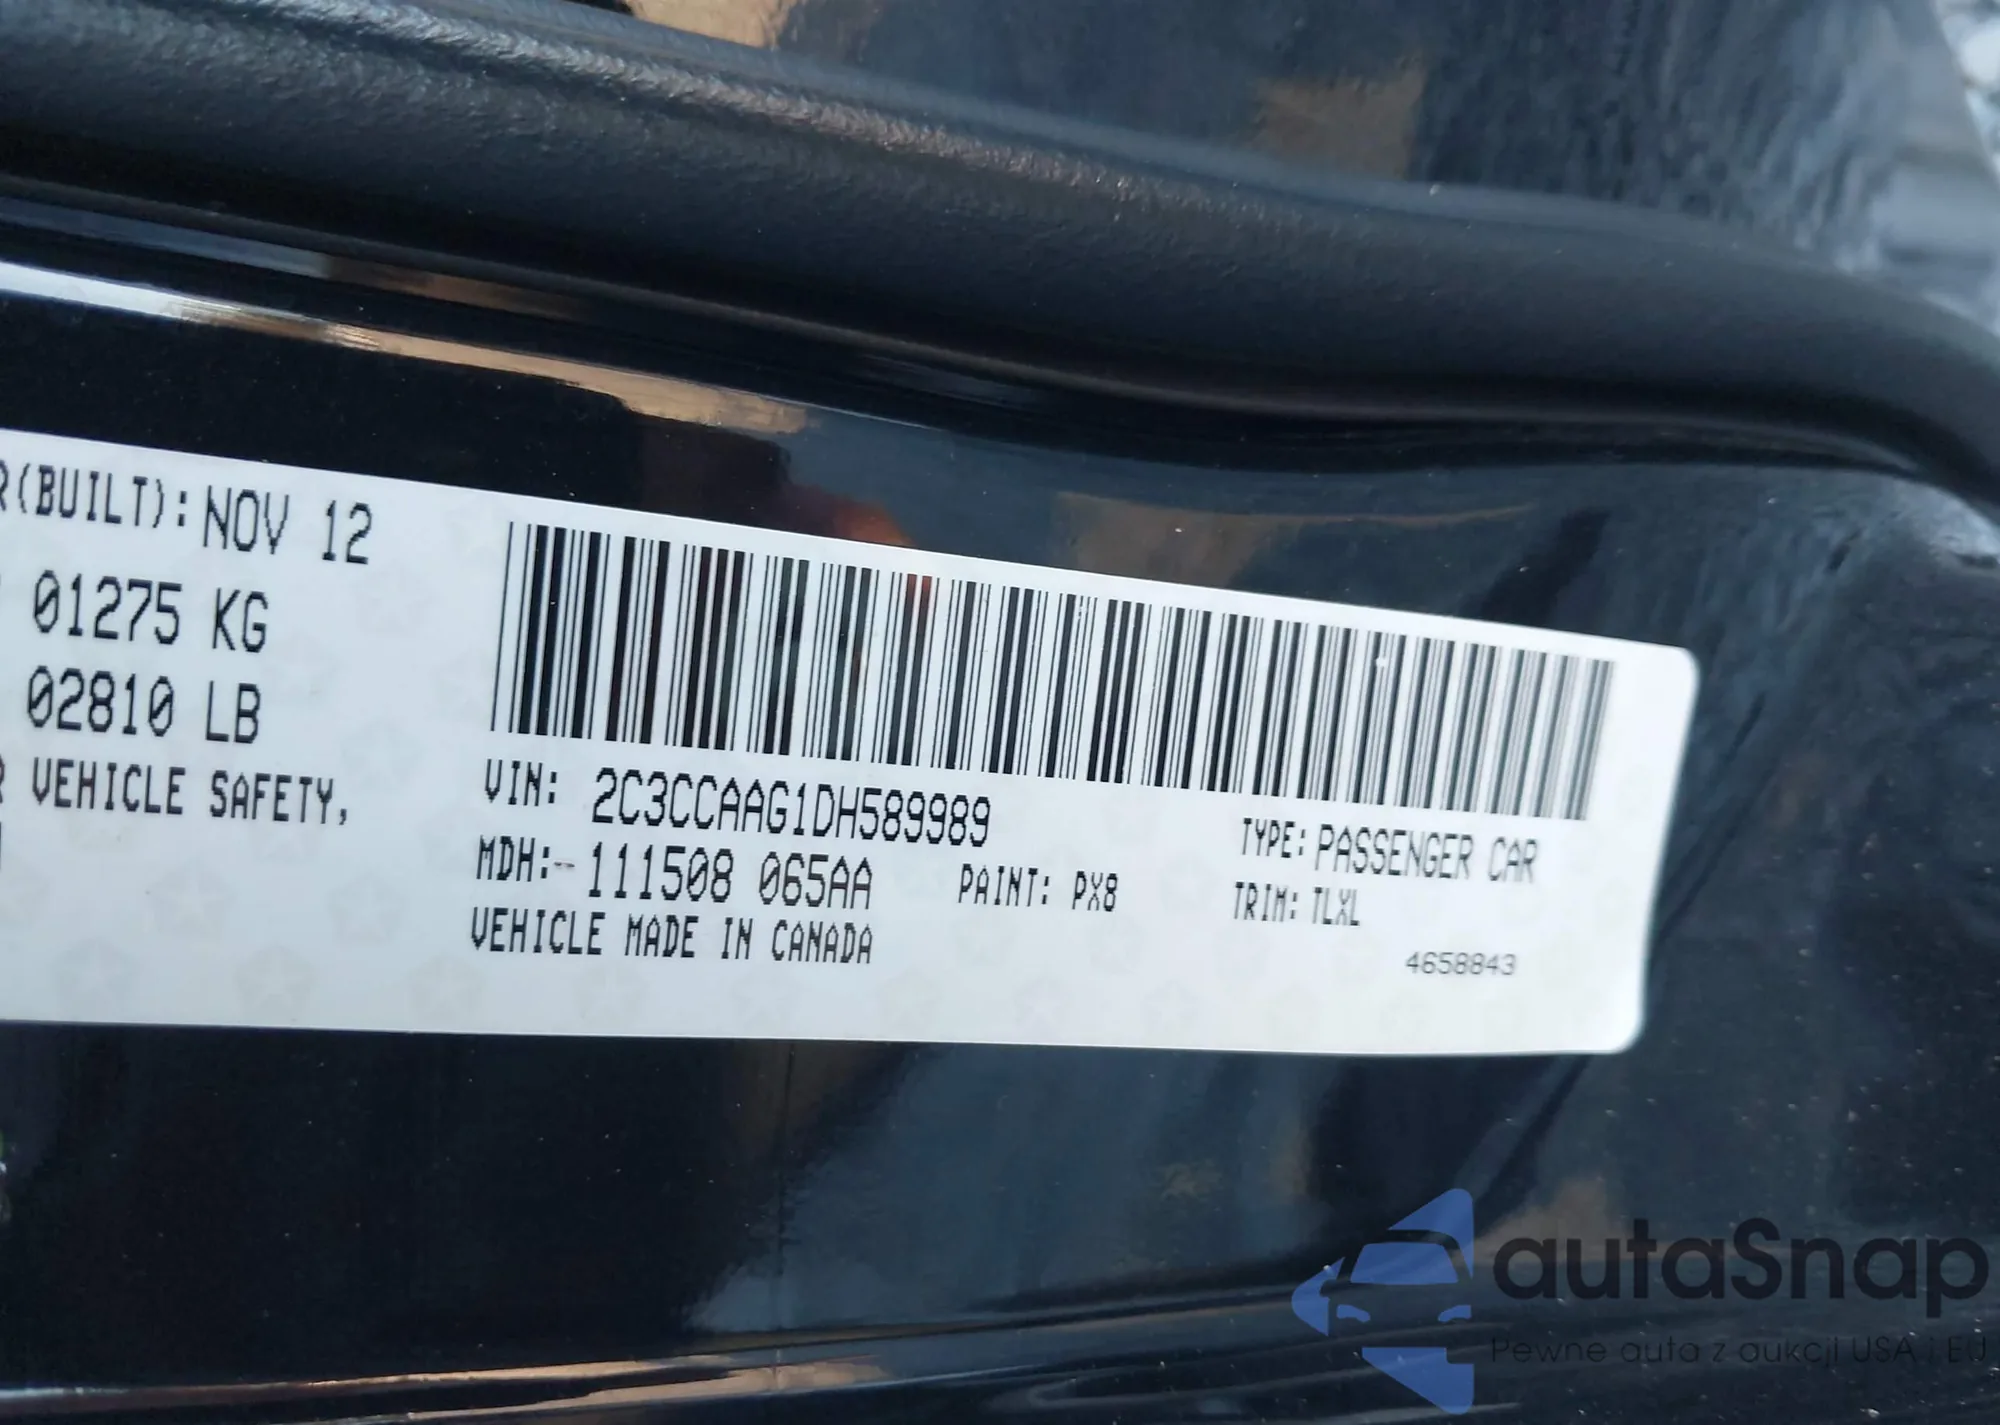 R(BUILT): NOV 12
01275 KG
02810 LB
R VEHICLE SAFETY,
VIN: 2C3CCAAG1DH589989
MDH: 111508 065AA PAINT: PX8
VEHICLE MADE IN CANADA
TYPE: PASSENGER CAR
TRIM: TLXL
4658843
autaSnap
Pewne auta z aukcji USA i EU